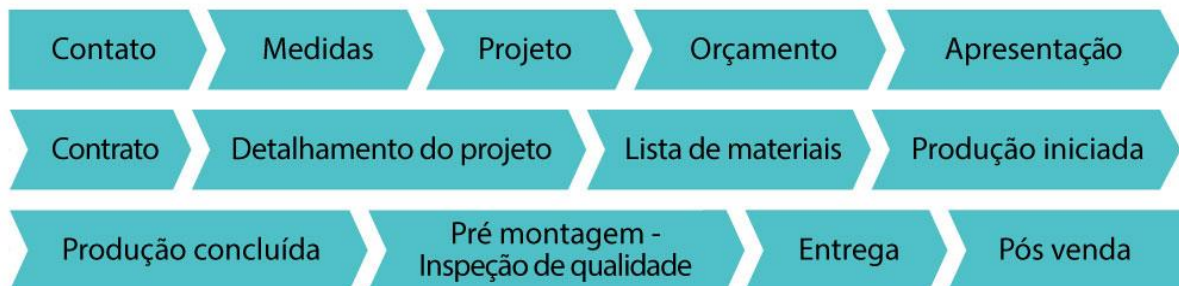 Contato Medidas Projeto Orçamento Apresentação
Contrato Detalhamento do projeto Lista de materiais Produção iniciada
Produção concluída Pré montagem - Inspeção de qualidade Entrega Pós venda